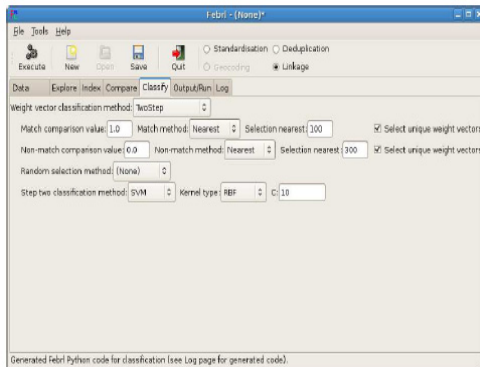 Febrl - (None)*
File Tools Help
Execute New Open Save Quit
Standardisation Deduplication
Geocoding Linkage
Data Explore Index Compare Classify Output/Run Log
Weight vector classification method: TwoStep
Match comparison value: 1.0 Match method: Nearest Selection nearest: 100 Select unique weight vectors
Non-match comparison value: 0.0 Non-match method: Nearest Selection nearest: 300 Select unique weight vectors
Random selection method: (None)
Step two classification method: SVM Kernel type: RBF C: 10
Generated Febrl Python code for classification (see Log page for generated code).